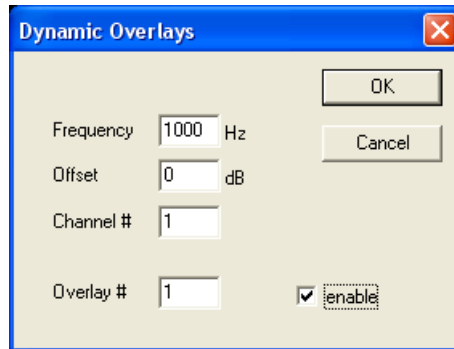 Dynamic Overlays
OK
Frequency 1000 Hz
Cancel
Offset 0 dB
Channel # 1
Overlay # 1 enable